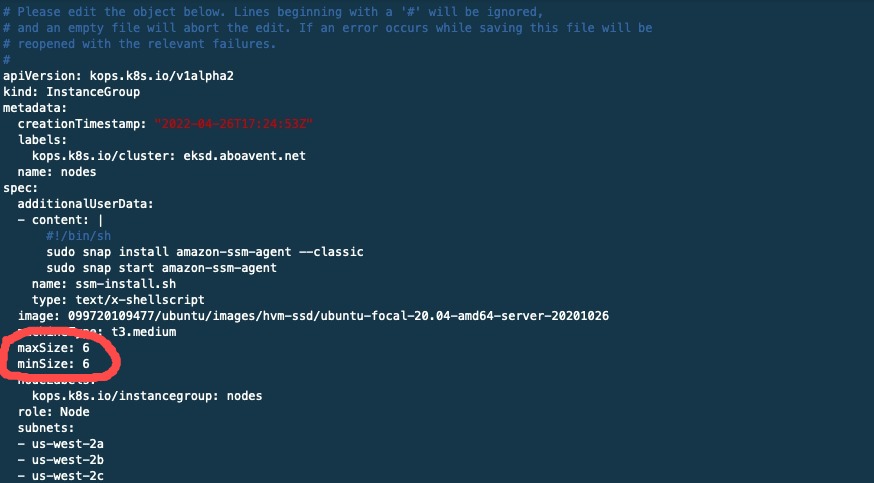 # Please edit the object below. Lines beginning with a '#' will be ignored,
# and an empty file will abort the edit. If an error occurs while saving this file will be
# reopened with the relevant failures.
#
apiVersion: kops.k8s.io/v1alpha2
kind: InstanceGroup
metadata:
  creationTimestamp: "2022-04-26T17:24:53Z"
  labels:
    kops.k8s.io/cluster: eksd.aboavent.net
  name: nodes
spec:
  additionalUserData:
  - content: |
      #!/bin/sh
      sudo snap install amazon-ssm-agent --classic
      sudo snap start amazon-ssm-agent
    name: ssm-install.sh
    type: text/x-shellscript
  image: 099720109477/ubuntu/images/hvm-ssd/ubuntu-focal-20.04-amd64-server-20201026
  machineType: t3.medium
  maxSize: 6
  minSize: 6
  nodeLabels:
    kops.k8s.io/instancegroup: nodes
  role: Node
  subnets:
  - us-west-2a
  - us-west-2b
  - us-west-2c